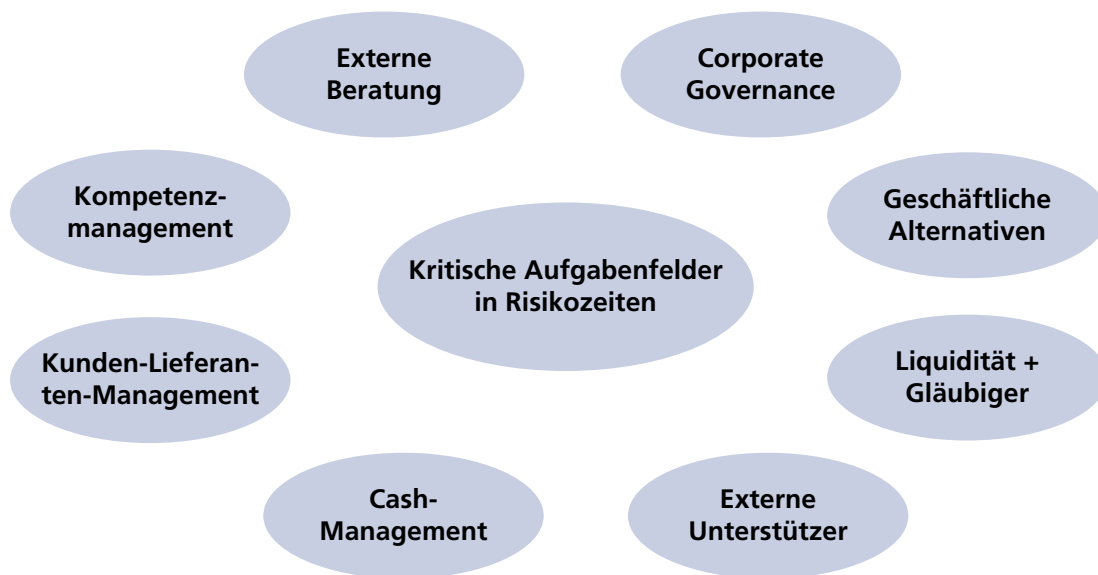 Externe
Beratung
Corporate
Governance
Kompetenz-
management
Geschäftliche
Alternativen
Kritische Aufgabenfelder
in Risikozeiten
Kunden-Lieferan-
ten-Management
Liquidität +
Gläubiger
Cash-
Management
Externe
Unterstützer